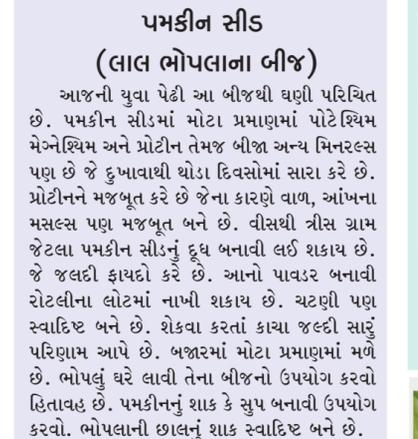 પમકીન સીડ
(લાલ ભોપલાના બીજ)
આજની યુવા પેઢી આ બીજથી ઘણી પરિચિત
છે. પમકીન સીડમાં મોટા પ્રમાણમાં પોટેશ્યિમ
મેગ્નેશ્યિમ અને પ્રોટીન તેમજ બીજા અન્ય મિનરલ્સ
પણ છે જે દુખાવાથી થોડા દિવસોમાં સારા કરે છે.
પ્રોટીનને મજબૂત કરે છે જેના કારણે વાળ, આંખના
મસલ્સ પણ મજબૂત બને છે. વીસથી ત્રીસ ગ્રામ
જેટલા પમકીન સીડનું દૂધ બનાવી લઈ શકાય છે.
જે જલદી ફાયદો કરે છે. આનો પાવડર બનાવી
રોટલીના લોટમાં નાખી શકાય છે. ચટણી પણ
સ્વાદિષ્ટ બને છે. શેકવા કરતાં કાચા જલ્દી સારું
પરિણામ આપે છે. બજારમાં મોટા પ્રમાણમાં મળે
છે. ભોપલું ઘરે લાવી તેના બીજનો ઉપયોગ કરવો
હિતાવહ છે. પમકીનનું શાક કે સુપ બનાવી ઉપયોગ
કરવો. ભોપલાની છાલનું શાક સ્વાદિષ્ટ બને છે.